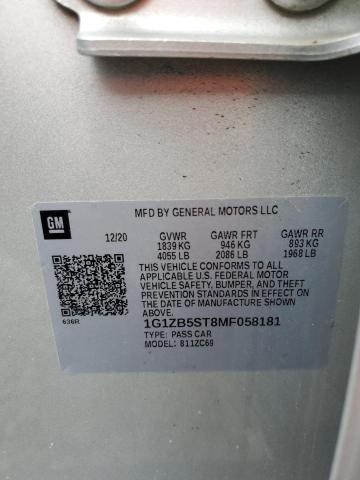 GM
MFD BY GENERAL MOTORS LLC
12/20 GVWR GAWR FRT GAWR RR
1839 KG 946 KG 893 KG
4055 LB 2086 LB 1968 LB
THIS VEHICLE CONFORMS TO ALL
APPLICABLE U.S. FEDERAL MOTOR
VEHICLE SAFETY, BUMPER, AND THEFT
PREVENTION STANDARDS IN EFFECT ON
THE DATE OF MANUFACTURE SHOWN
ABOVE.
636R
1G1ZB5ST8MF058181
TYPE: PASS CAR
MODEL: 811ZC69